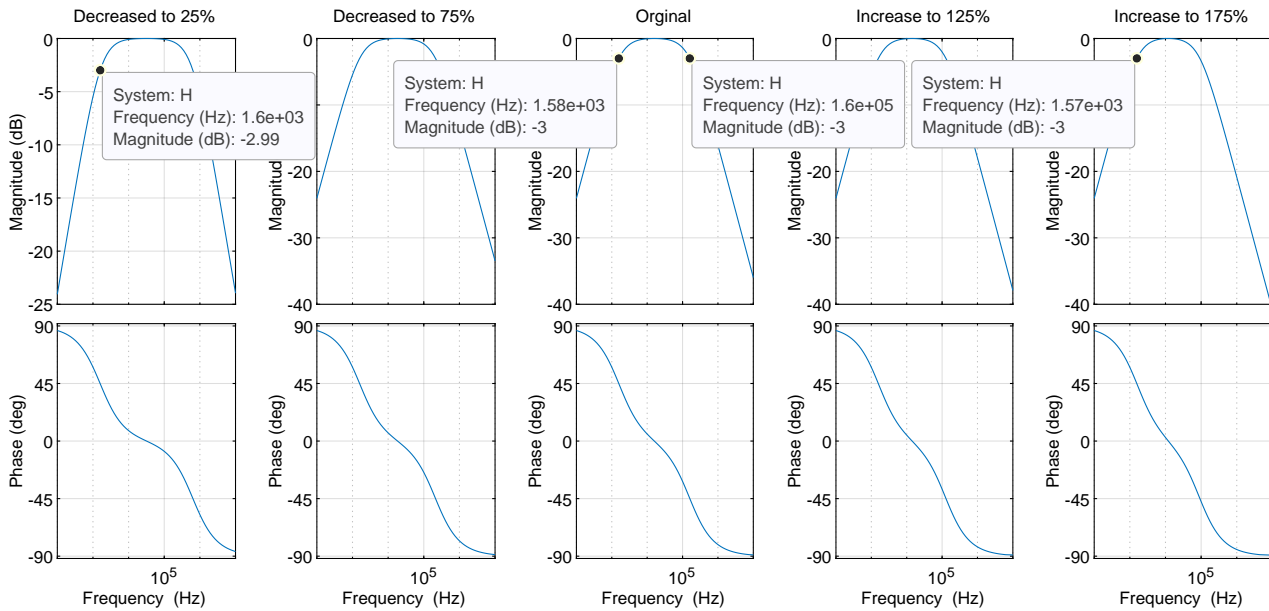 Decreased to 25%
Decreased to 75%
Orginal
Increase to 125%
Increase to 175%
Magnitude (dB)
0
-5
-10
-15
-20
-25
System: H
Frequency (Hz): 1.6e+03
Magnitude (dB): -2.99
Magnitude
0
-20
-30
-40
System: H
Frequency (Hz): 1.58e+03
Magnitude (dB): -3
Magnitude
0
-20
-30
-40
System: H
Frequency (Hz): 1.6e+05
Magnitude (dB): -3
Magnitude
0
-20
-30
-40
System: H
Frequency (Hz): 1.57e+03
Magnitude (dB): -3
Magnitude
0
-20
-30
-40
Phase (deg)
90
45
0
-45
-90
10^5
Frequency (Hz)
Phase (deg)
90
45
0
-45
-90
10^5
Frequency (Hz)
Phase (deg)
90
45
0
-45
-90
10^5
Frequency (Hz)
Phase (deg)
90
45
0
-45
-90
10^5
Frequency (Hz)
Phase (deg)
90
45
0
-45
-90
10^5
Frequency (Hz)